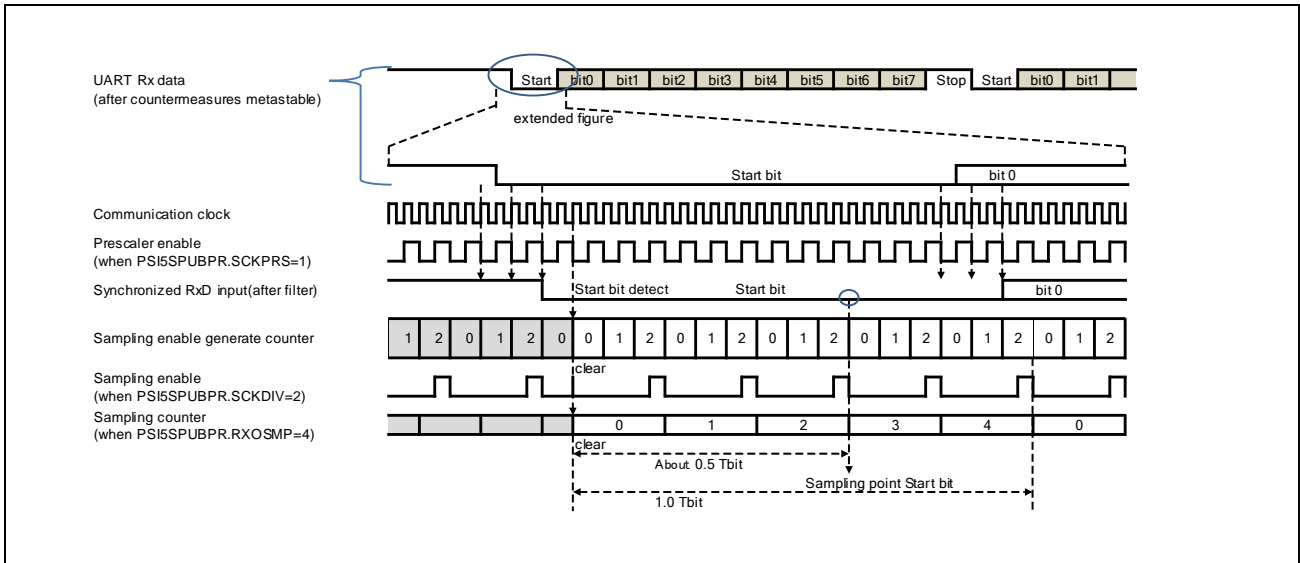 UART Rx data
(after countermeasures metastable)
Start bit0 bit1 bit2 bit3 bit4 bit5 bit6 bit7 Stop Start bit0 bit1
extended figure
Start bit bit 0
Communication clock
Prescaler enable
(when PSI5SPUBPR.SCKPRS=1)
Synchronized RxD input(after filter)
Start bit detect Start bit bit 0
Sampling enable generate counter
1 2 0 1 2 0 0 1 2 0 1 2 0 1 2 0 1 2 0 1 2 0 1 2
clear
Sampling enable
(when PSI5SPUBPR.SCKDIV=2)
Sampling counter
(when PSI5SPUBPR.RXOSMP=4)
0 1 2 3 4 0
clear
About 0.5 Tbit
Sampling point Start bit
1.0 Tbit